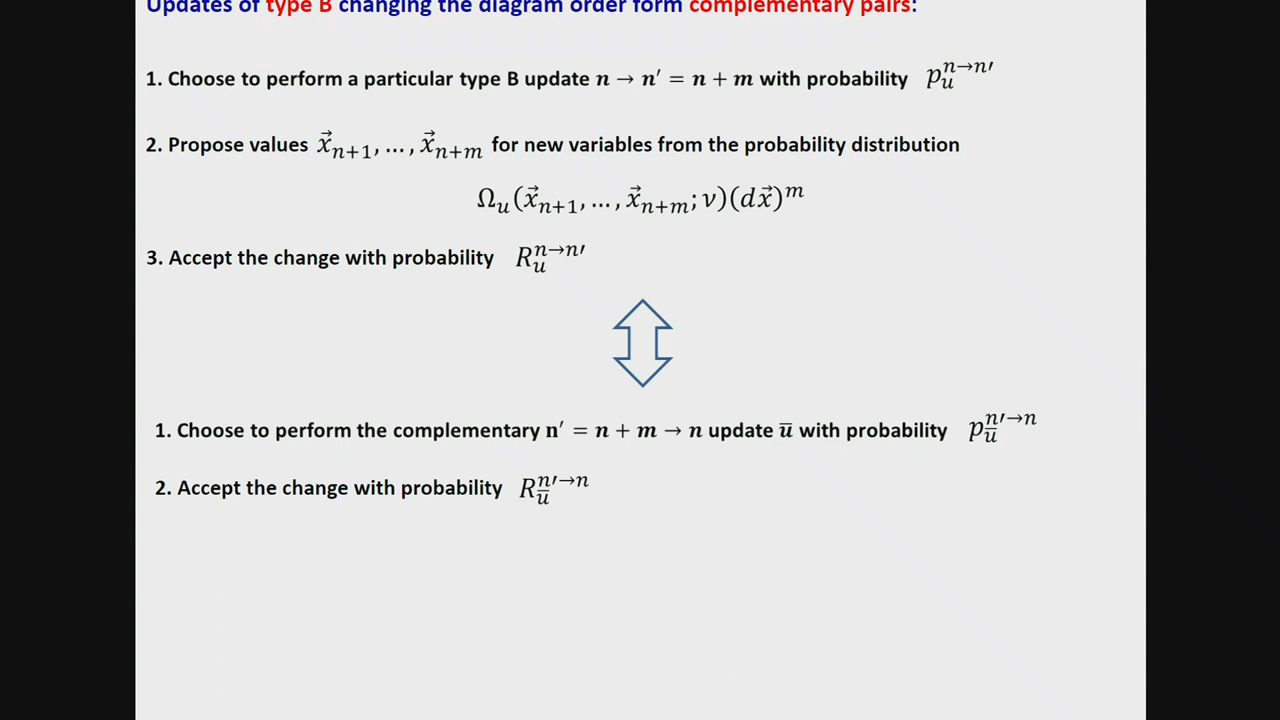 Updates of type B changing the diagram order form complementary pairs:
1. Choose to perform a particular type B update n → n′ = n + m with probability p_u^{n→n′}
2. Propose values x⃗_{n+1}, …, x⃗_{n+m} for new variables from the probability distribution
Ω_u(x⃗_{n+1}, …, x⃗_{n+m}; ν)(dx⃗)^m
3. Accept the change with probability R_u^{n→n′}
1. Choose to perform the complementary n′ = n + m → n update u̅ with probability p_{u̅}^{n′→n}
2. Accept the change with probability R_{u̅}^{n′→n}